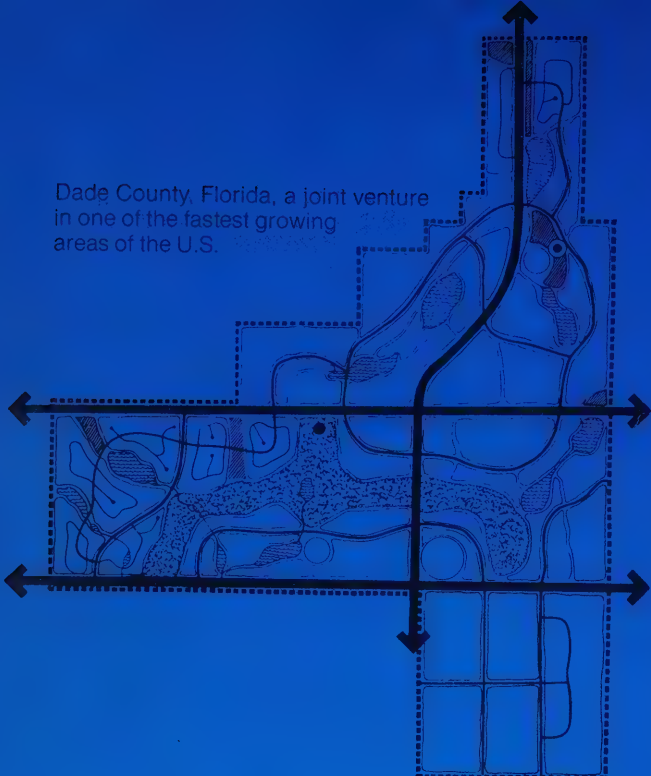 Dade County, Florida, a joint venture
in one of the fastest growing
areas of the U.S.